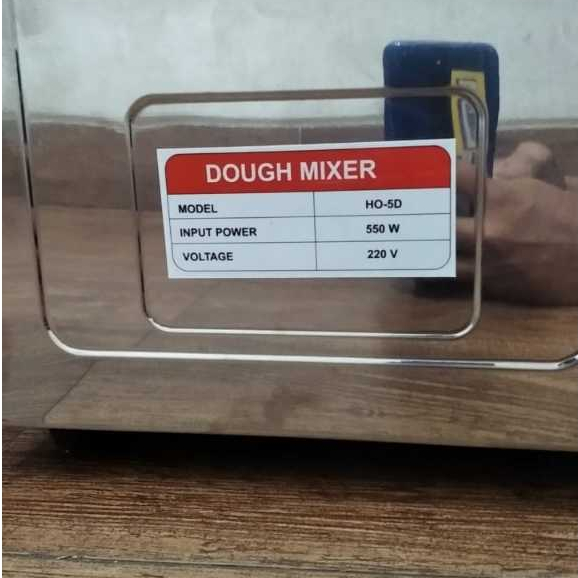 DOUGH MIXER
MODEL HO-5D
INPUT POWER 550 W
VOLTAGE 220 V